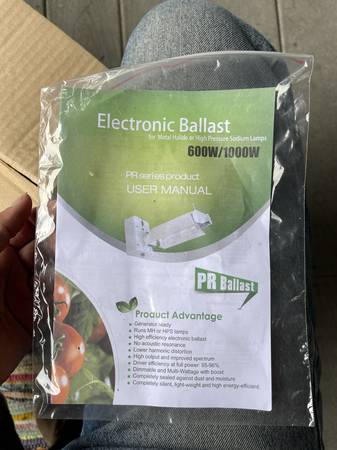 Electronic Ballast
for Metal Halide or High Pressure Sodium Lamps
600W/1000W
PR series product
USER MANUAL
PR Ballast
Product Advantage
Generator ready
Runs MH or HPS lamps
High efficiency electronic ballast
No acoustic resonance
Lower harmonic distortion
High output and improved spectrum
Driver efficiency at full power 95-96%
Dimmable and Multi-Wattage with boost
Completely sealed against dust and moisture
Completely silent, light-weight and high energy-efficient.